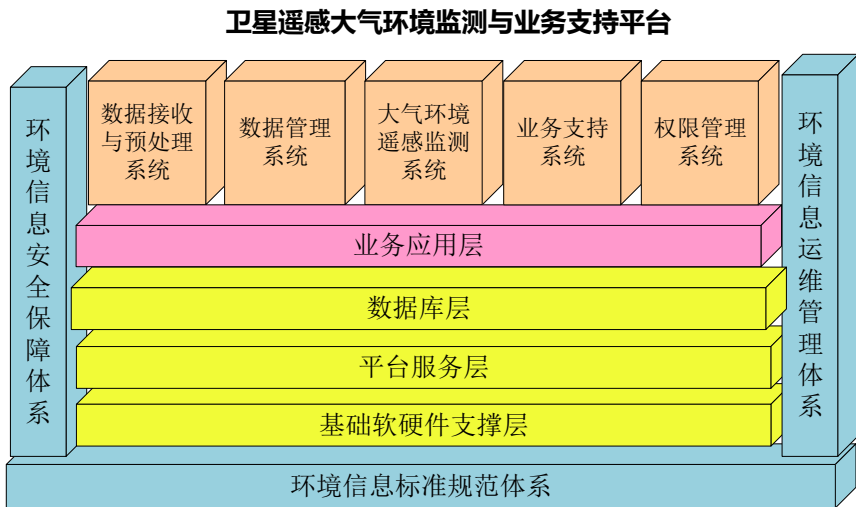 卫星遥感大气环境监测与业务支持平台
环境信息安全保障体系
数据接收
与预处理
系统
数据管理
系统
大气环境
遥感监测
系统
业务支持
系统
权限管理
系统
环境信息运维管理体系
业务应用层
数据库层
平台服务层
基础软硬件支撑层
环境信息标准规范体系